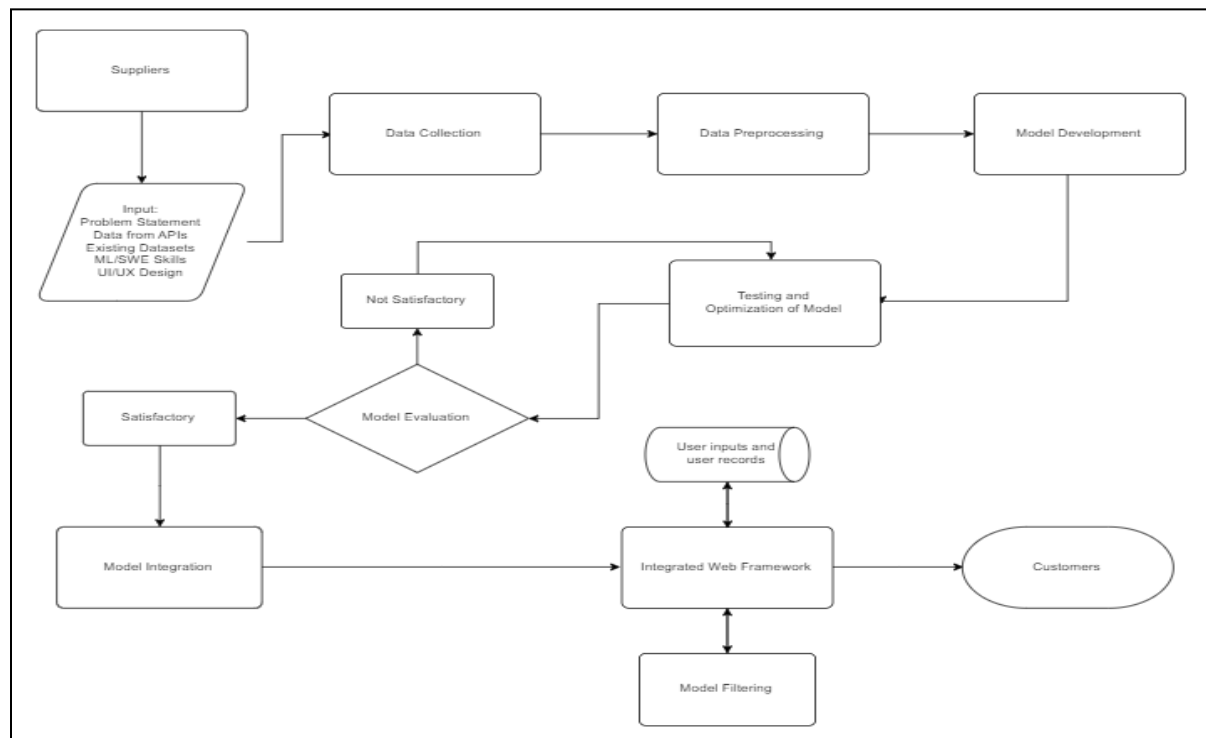 Suppliers
Input:
Problem Statement
Data from APIs
Existing Datasets
ML/SWE Skills
UI/UX Design
Data Collection
Data Preprocessing
Model Development
Testing and
Optimization of Model
Not Satisfactory
Model Evaluation
Satisfactory
User inputs and
user records
Model Integration
Integrated Web Framework
Customers
Model Filtering